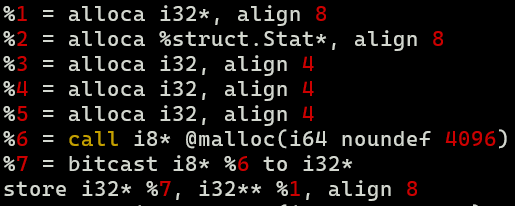 %1 = alloca i32*, align 8
%2 = alloca %struct.Stat*, align 8
%3 = alloca i32, align 4
%4 = alloca i32, align 4
%5 = alloca i32, align 4
%6 = call i8* @malloc(i64 noundef 4096)
%7 = bitcast i8* %6 to i32*
store i32* %7, i32** %1, align 8